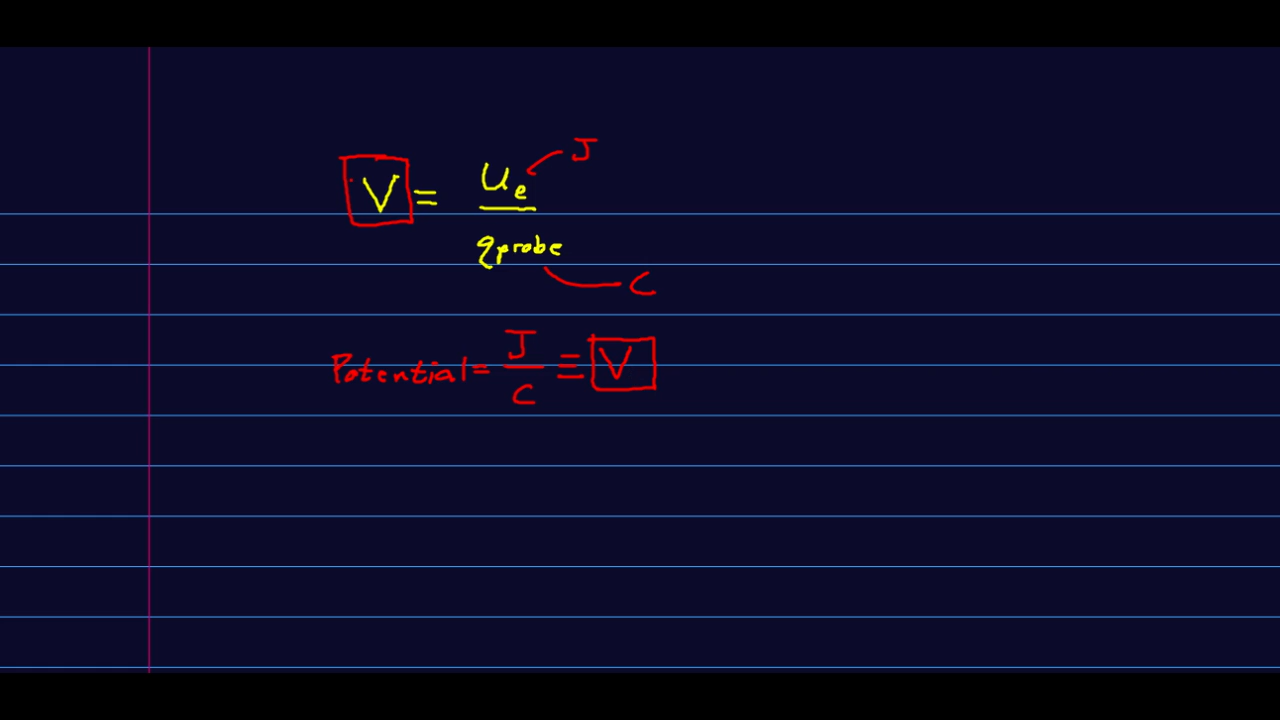 J
V = Ue
qprobe
C
Potential = J/C ≡ V